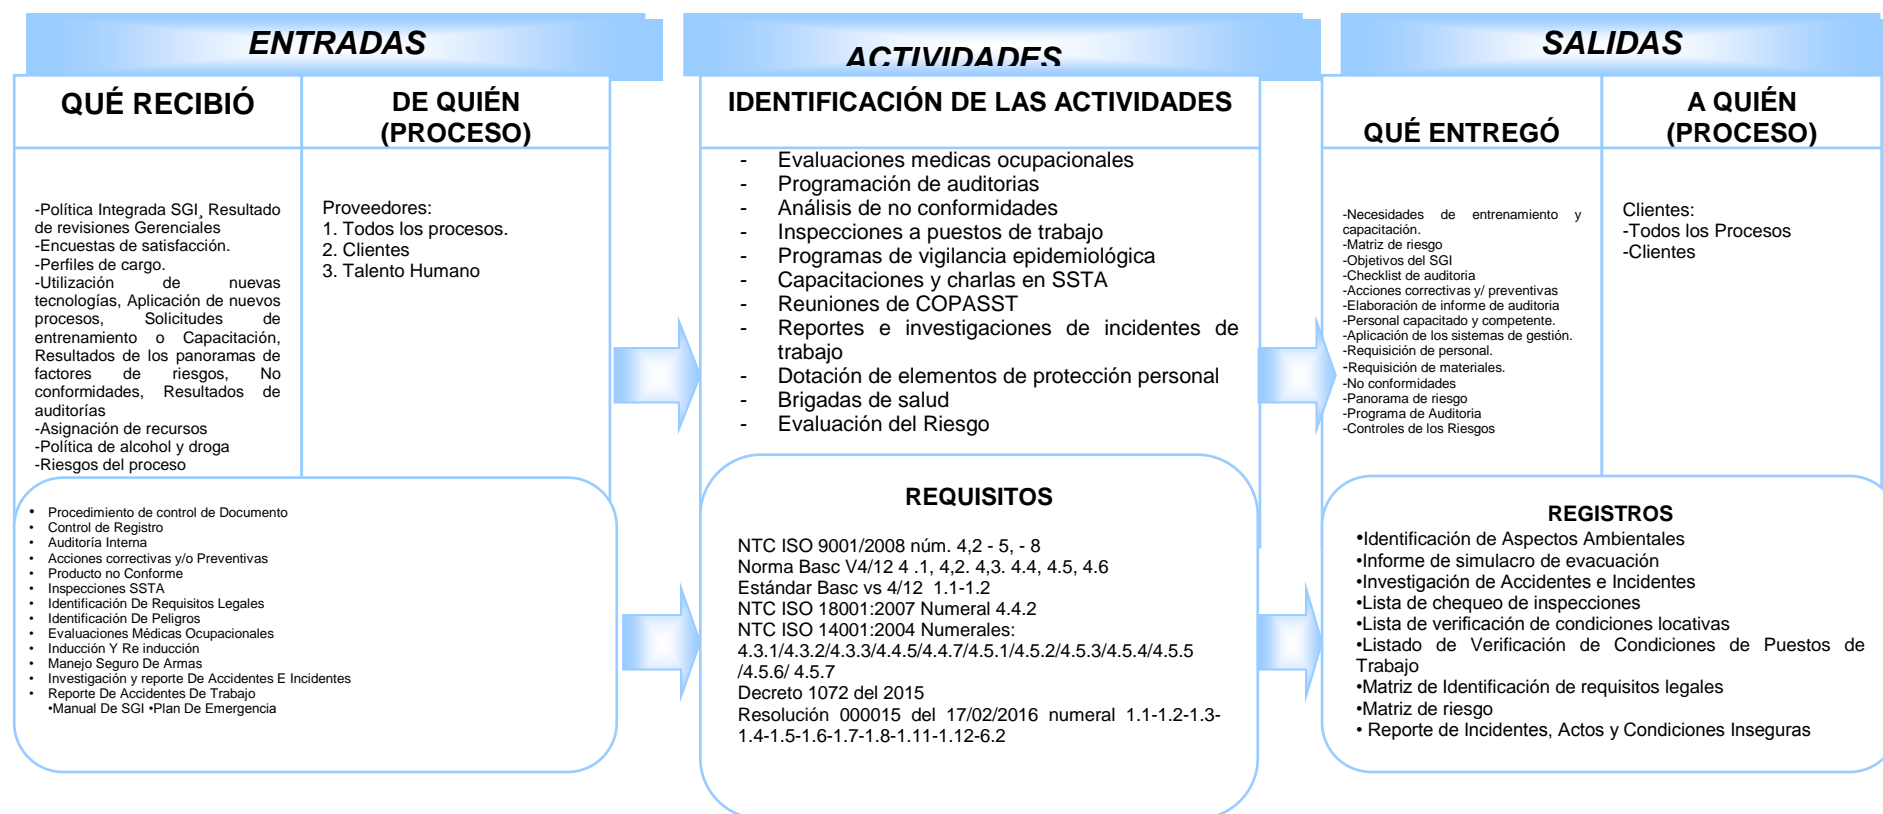 ENTRADAS
QUÉ RECIBIÓ
DE QUIÉN
(PROCESO)
-Política Integrada SGI¸ Resultado
de revisiones Gerenciales
-Encuestas de satisfacción.
-Perfiles de cargo.
-Utilización de nuevas
tecnologías, Aplicación de nuevos
procesos, Solicitudes de
entrenamiento o Capacitación,
Resultados de los panoramas de
factores de riesgos, No
conformidades, Resultados de
auditorías
-Asignación de recursos
-Política de alcohol y droga
-Riesgos del proceso
Proveedores:
1. Todos los procesos.
2. Clientes
3. Talento Humano
• Procedimiento de control de Documento
• Control de Registro
• Auditoría Interna
• Acciones correctivas y/o Preventivas
• Producto no Conforme
• Inspecciones SSTA
• Identificación De Requisitos Legales
• Identificación De Peligros
• Evaluaciones Médicas Ocupacionales
• Inducción Y Re inducción
• Manejo Seguro De Armas
• Investigación y reporte De Accidentes E Incidentes
• Reporte De Accidentes De Trabajo
•Manual De SGI •Plan De Emergencia
ACTIVIDADES
IDENTIFICACIÓN DE LAS ACTIVIDADES
- Evaluaciones medicas ocupacionales
- Programación de auditorias
- Análisis de no conformidades
- Inspecciones a puestos de trabajo
- Programas de vigilancia epidemiológica
- Capacitaciones y charlas en SSTA
- Reuniones de COPASST
- Reportes e investigaciones de incidentes de
trabajo
- Dotación de elementos de protección personal
- Brigadas de salud
- Evaluación del Riesgo
REQUISITOS
NTC ISO 9001/2008 núm. 4,2 - 5, - 8
Norma Basc V4/12 4 .1, 4,2. 4,3. 4.4, 4.5, 4.6
Estándar Basc vs 4/12 1.1-1.2
NTC ISO 18001:2007 Numeral 4.4.2
NTC ISO 14001:2004 Numerales:
4.3.1/4.3.2/4.3.3/4.4.5/4.4.7/4.5.1/4.5.2/4.5.3/4.5.4/4.5.5
/4.5.6/ 4.5.7
Decreto 1072 del 2015
Resolución 000015 del 17/02/2016 numeral 1.1-1.2-1.3-
1.4-1.5-1.6-1.7-1.8-1.11-1.12-6.2
SALIDAS
QUÉ ENTREGÓ
A QUIÉN
(PROCESO)
-Necesidades de entrenamiento y
capacitación.
-Matriz de riesgo
-Objetivos del SGI
-Checklist de auditoria
-Acciones correctivas y/ preventivas
-Elaboración de informe de auditoria
-Personal capacitado y competente.
-Aplicación de los sistemas de gestión.
-Requisición de personal.
-Requisición de materiales.
-No conformidades
-Panorama de riesgo
-Programa de Auditoria
-Controles de los Riesgos
Clientes:
-Todos los Procesos
-Clientes
REGISTROS
•Identificación de Aspectos Ambientales
•Informe de simulacro de evacuación
•Investigación de Accidentes e Incidentes
•Lista de chequeo de inspecciones
•Lista de verificación de condiciones locativas
•Listado de Verificación de Condiciones de Puestos de
Trabajo
•Matriz de Identificación de requisitos legales
•Matriz de riesgo
• Reporte de Incidentes, Actos y Condiciones Inseguras